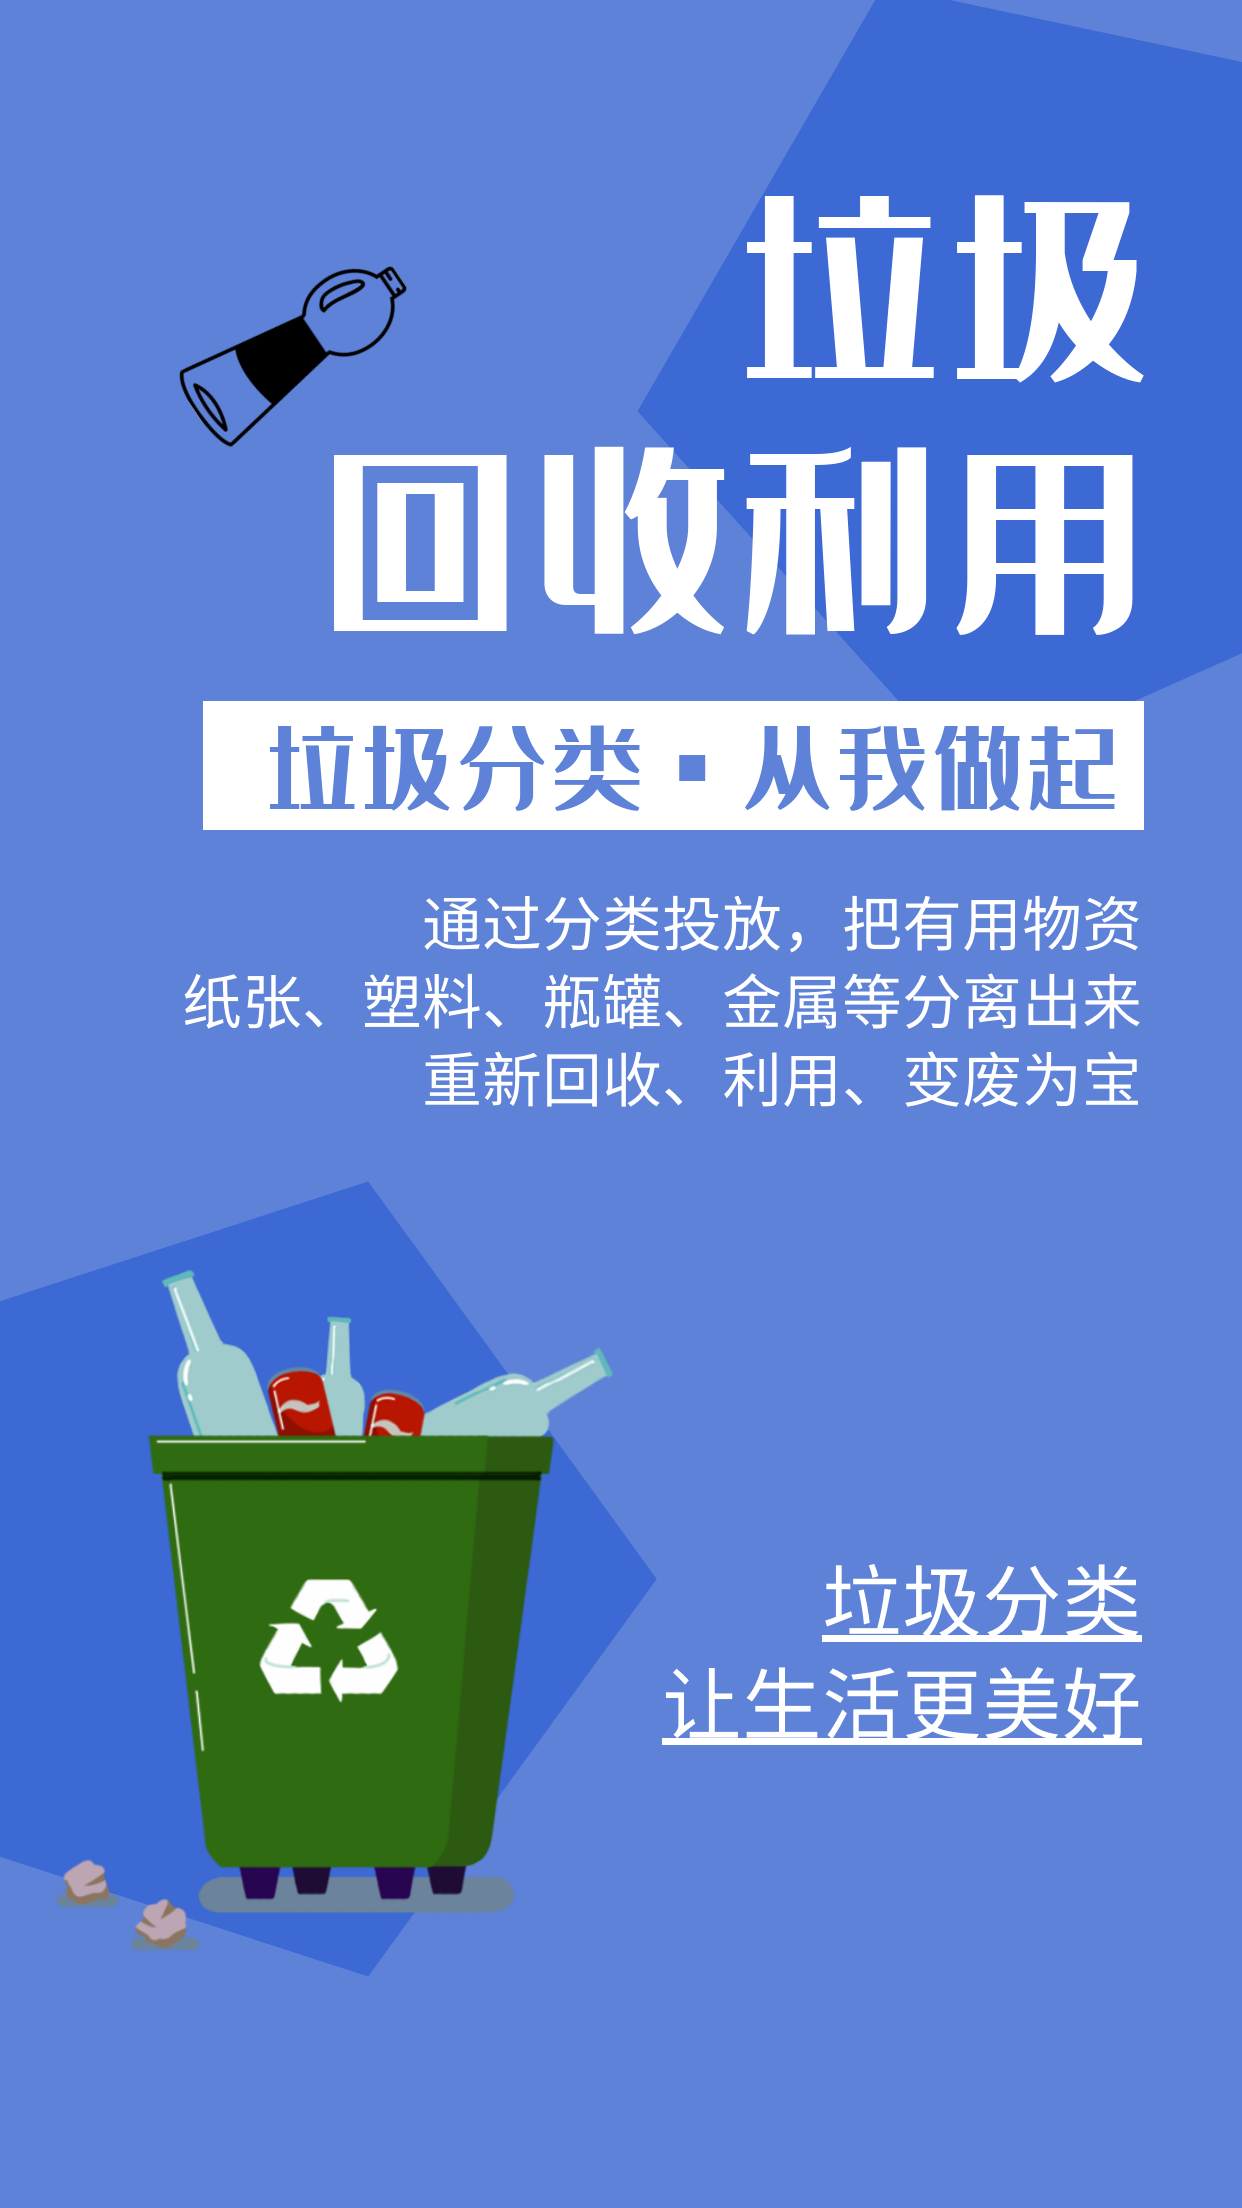 垃圾
回收利用
垃圾分类▪从我做起
通过分类投放，把有用物资
纸张、塑料、瓶罐、金属等分离出来
重新回收、利用、变废为宝
垃圾分类
让生活更美好